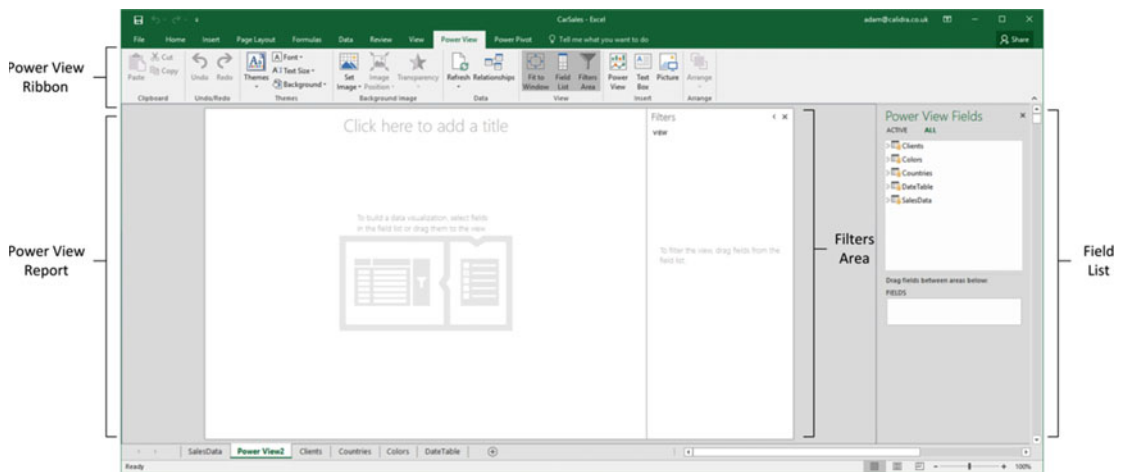 CarSales - Excel
adam@calidra.co.uk
File Home Insert Page Layout Formulas Data Review View Power View Power Pivot Tell me what you want to do Share
Power View Ribbon
Paste
Cut
Copy
Clipboard
Undo Redo
Undo/Redo
Themes
Font
Text Size
Background
Themes
Set Image
Image Position
Transparency
Background Image
Refresh Relationships
Data
Fit to Window
Field List
Filters Area
View
Power View
Text Box
Picture
Insert
Arrange
Arrange
Power View Report
Click here to add a title
To build a data visualization, select fields
in the field list or drag them to the view
Filters
VIEW
To filter the view, drag fields from the
field list.
Filters Area
Power View Fields
ACTIVE ALL
Clients
Colors
Countries
DateTable
SalesData
Drag fields between areas below:
FIELDS
Field List
SalesData Power View2 Clients Countries Colors DateTable
Ready
100%